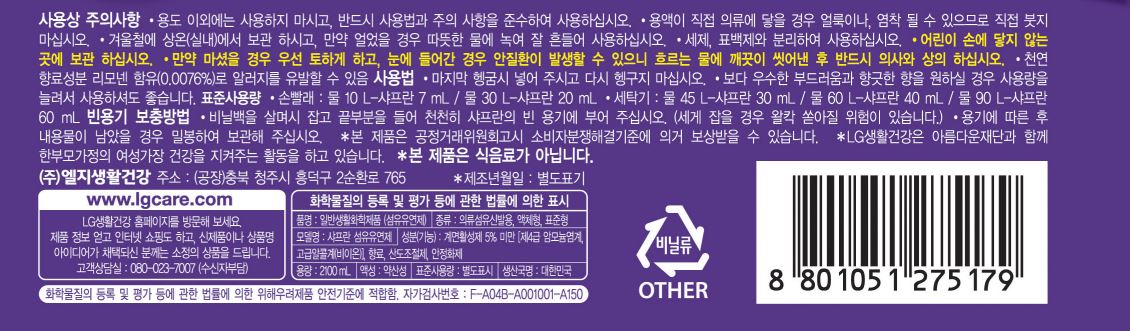 사용상 주의사항 •용도 이외에는 사용하지 마시고, 반드시 사용법과 주의 사항을 준수하여 사용하십시오. •용액이 직접 의류에 닿을 경우 얼룩이나, 염착 될 수 있으므로 직접 붓지
마십시오. •겨울철에 상온(실내)에서 보관 하시고, 만약 얼었을 경우 따뜻한 물에 녹여 잘 흔들어 사용하십시오. •세제, 표백제와 분리하여 사용하십시오. •어린이 손에 닿지 않는
곳에 보관 하십시오. •만약 마셨을 경우 우선 토하게 하고, 눈에 들어간 경우 안질환이 발생할 수 있으니 흐르는 물에 깨끗이 씻어낸 후 반드시 의사와 상의 하십시오. •천연
향료성분 리모넨 함유(0.0076%)로 알러지를 유발할 수 있음 사용법 •마지막 헹굼시 넣어 주시고 다시 헹구지 마십시오. •보다 우수한 부드러움과 향긋한 향을 원하실 경우 사용량을
늘려서 사용하셔도 좋습니다. 표준사용량 •손빨래 : 물 10 L-샤프란 7 mL / 물 30 L-샤프란 20 mL •세탁기 : 물 45 L-샤프란 30 mL / 물 60 L-샤프란 40 mL / 물 90 L-샤프란
60 mL 빈용기 보충방법 •비닐백을 살며시 잡고 끝부분을 들어 천천히 샤프란의 빈 용기에 부어 주십시오. (세게 잡을 경우 왈칵 쏟아질 위험이 있습니다.) •용기에 따른 후
내용물이 남았을 경우 밀봉하여 보관해 주십시오. *본 제품은 공정거래위원회고시 소비자분쟁해결기준에 의거 보상받을 수 있습니다. *LG생활건강은 아름다운재단과 함께
한부모가정의 여성가장 건강을 지켜주는 활동을 하고 있습니다. *본 제품은 식음료가 아닙니다.
(주)엘지생활건강 주소 : (공장)충북 청주시 흥덕구 2순환로 765 *제조년월일 : 별도표기
www.lgcare.com
LG생활건강 홈페이지를 방문해 보세요.
제품 정보 얻고 인터넷 쇼핑도 하고, 신제품이나 상품명
아이디어가 채택되신 분께는 소정의 상품을 드립니다.
고객상담실 : 080-023-7007 (수신자부담)
화학물질의 등록 및 평가 등에 관한 법률에 의한 표시
품명 : 일반생활화학제품 (섬유유연제) 종류 : 의류섬유신발용, 액체형, 표준형
모델명 : 샤프란 섬유유연제 성분(기능) : 계면활성제 5% 미만 [제4급 암모늄염계,
고급알콜계(비이온)], 향료, 산도조절제, 안정화제
용량 : 2100 mL 액성 : 약산성 표준사용량 : 별도표시 생산국명 : 대한민국
화학물질의 등록 및 평가 등에 관한 법률에 의한 위해우려제품 안전기준에 적합함. 자가검사번호 : F-A04B-A001001-A150
비닐류
OTHER
8 801051 275179